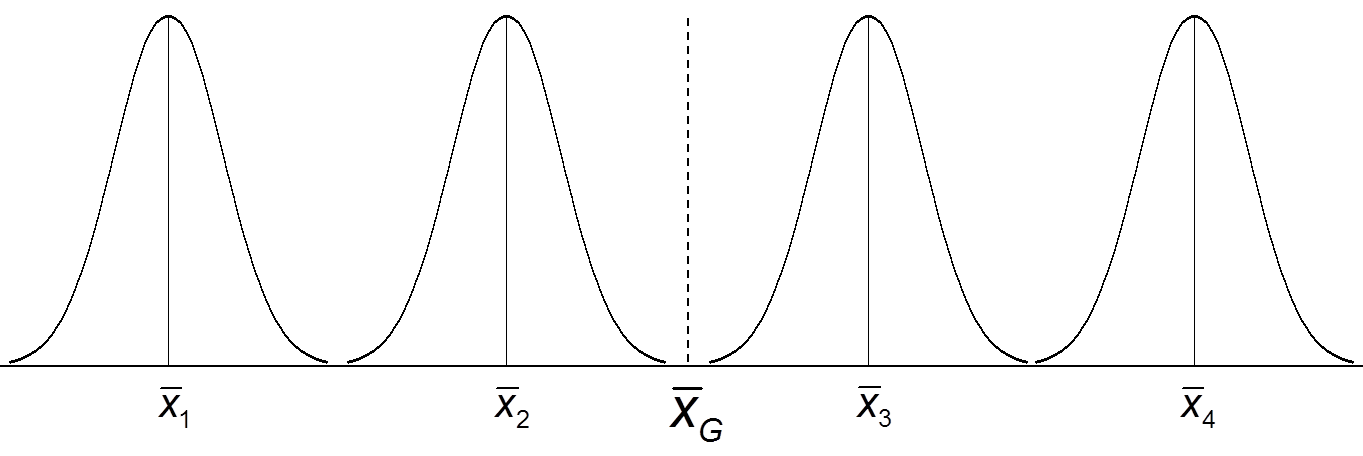 x̅₁ x̅₂ x̅G x̅₃ x̅₄